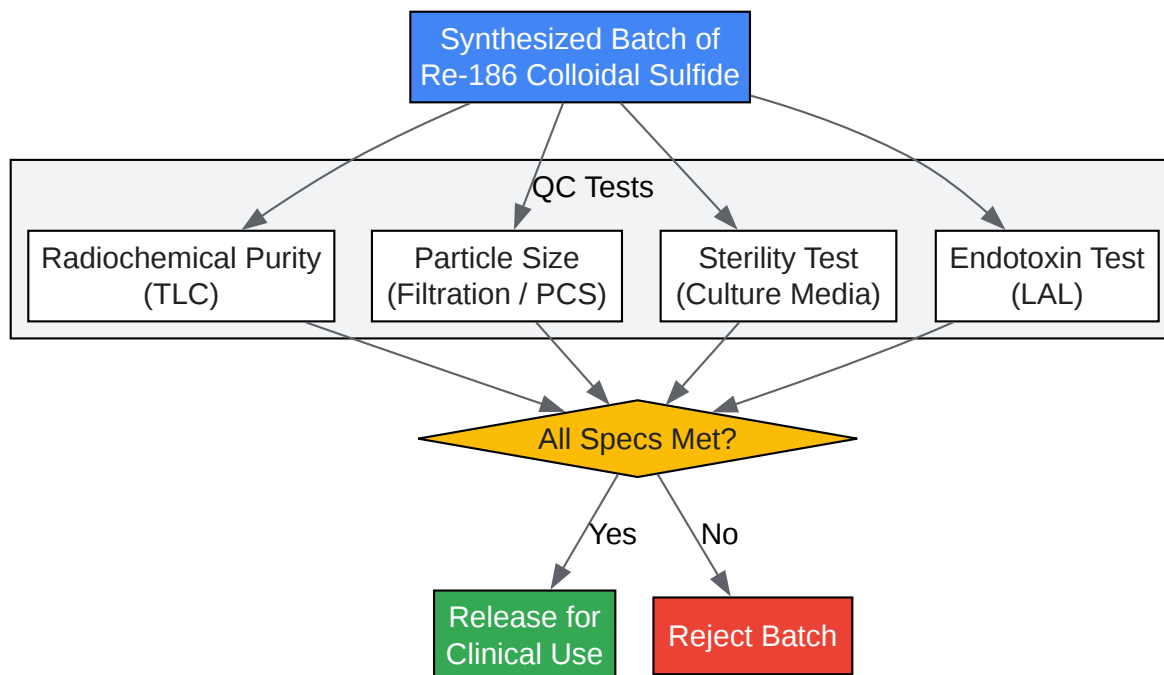 Synthesized Batch of
Re-186 Colloidal Sulfide
QC Tests
Radiochemical Purity
(TLC)
Particle Size
(Filtration / PCS)
Sterility Test
(Culture Media)
Endotoxin Test
(LAL)
All Specs Met?
Yes
No
Release for
Clinical Use
Reject Batch